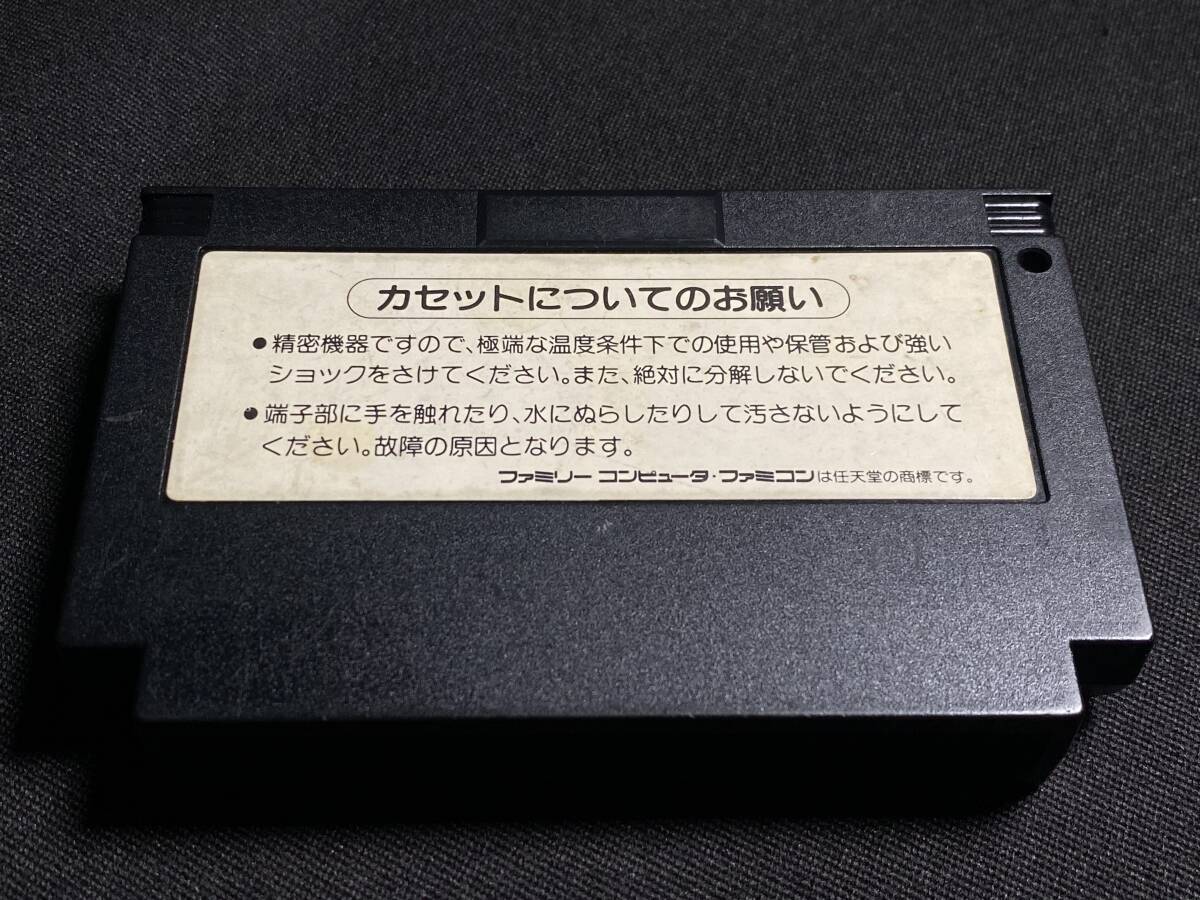 カセットについてのお願い
●精密機器ですので、極端な温度条件下での使用や保管および強い
ショックをさけてください。また、絶対に分解しないでください。
●端子部に手を触れたり、水にぬらしたりして汚さないようにして
ください。故障の原因となります。
ファミリー コンピュータ・ファミコンは任天堂の商標です。